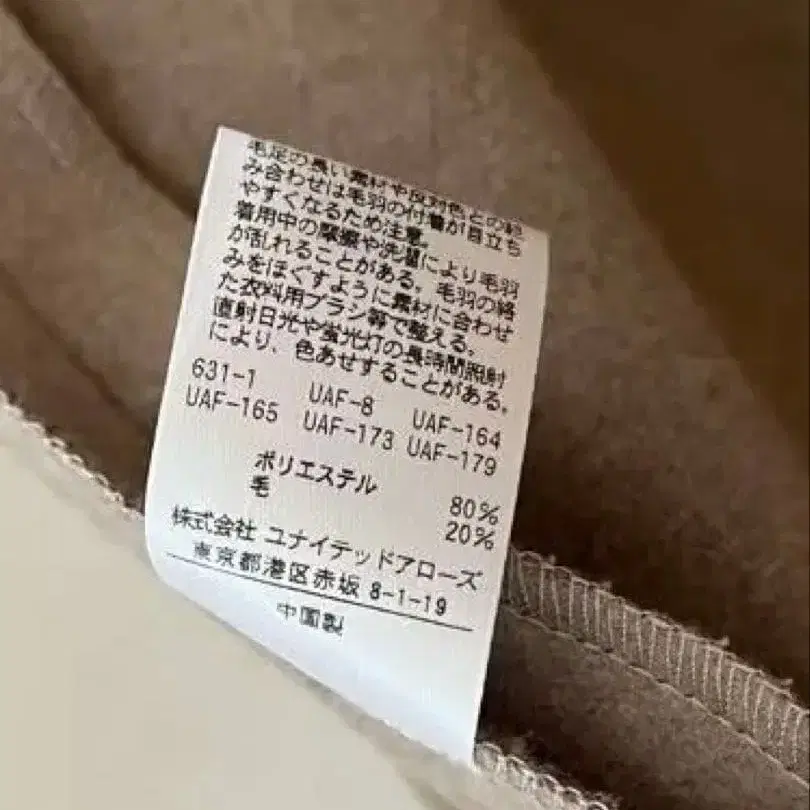 毛足の長い素材や反対色との組
み合わせは毛羽の付着が目立ち
やすくなるため注意。
着用中の摩擦や洗濯により毛羽
が乱れることがある。毛羽の絡
みをほぐすように素材に合わせ
た衣料用ブラシ等で整える。
直射日光や蛍光灯の長時間照射
により、色あせすることがある。
631-1 UAF-8 UAF-164
UAF-165 UAF-173 UAF-179
ポリエステル 80%
毛 20%
株式会社 ユナイテッドアローズ
東京都港区赤坂 8-1-19
中国製